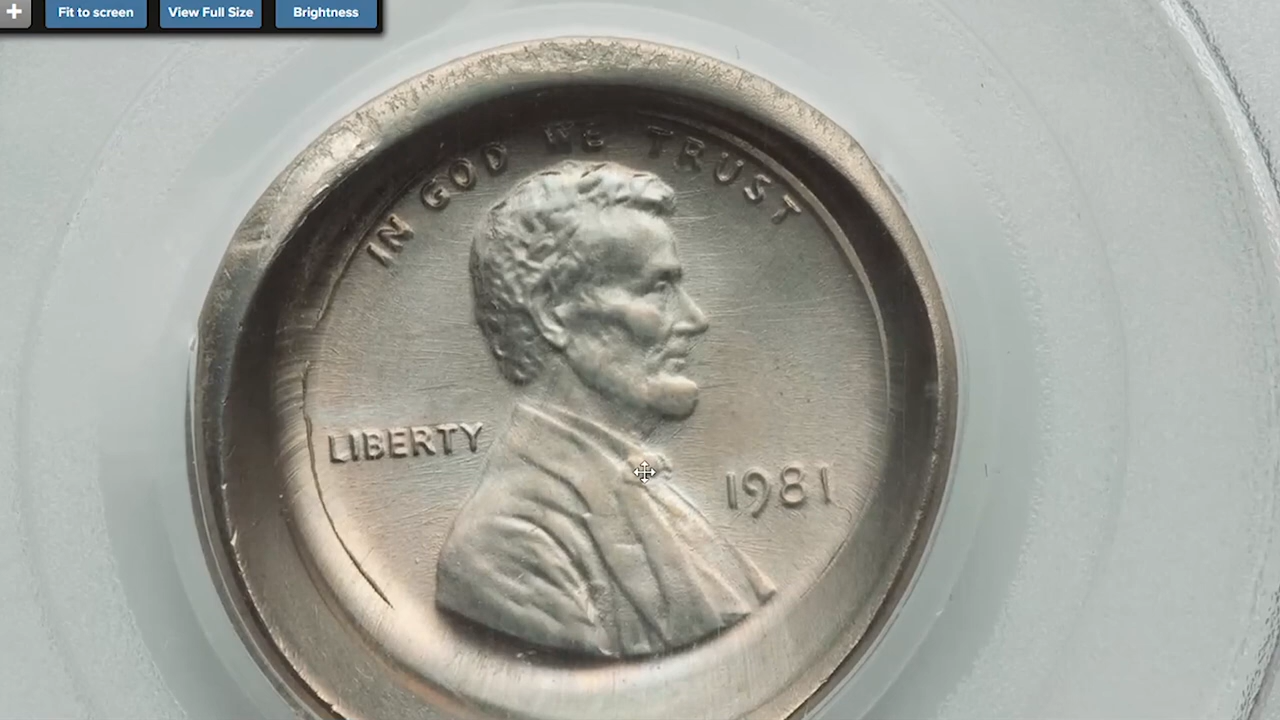 Fit to screen
View Full Size
Brightness
IN GOD WE TRUST
LIBERTY
1981